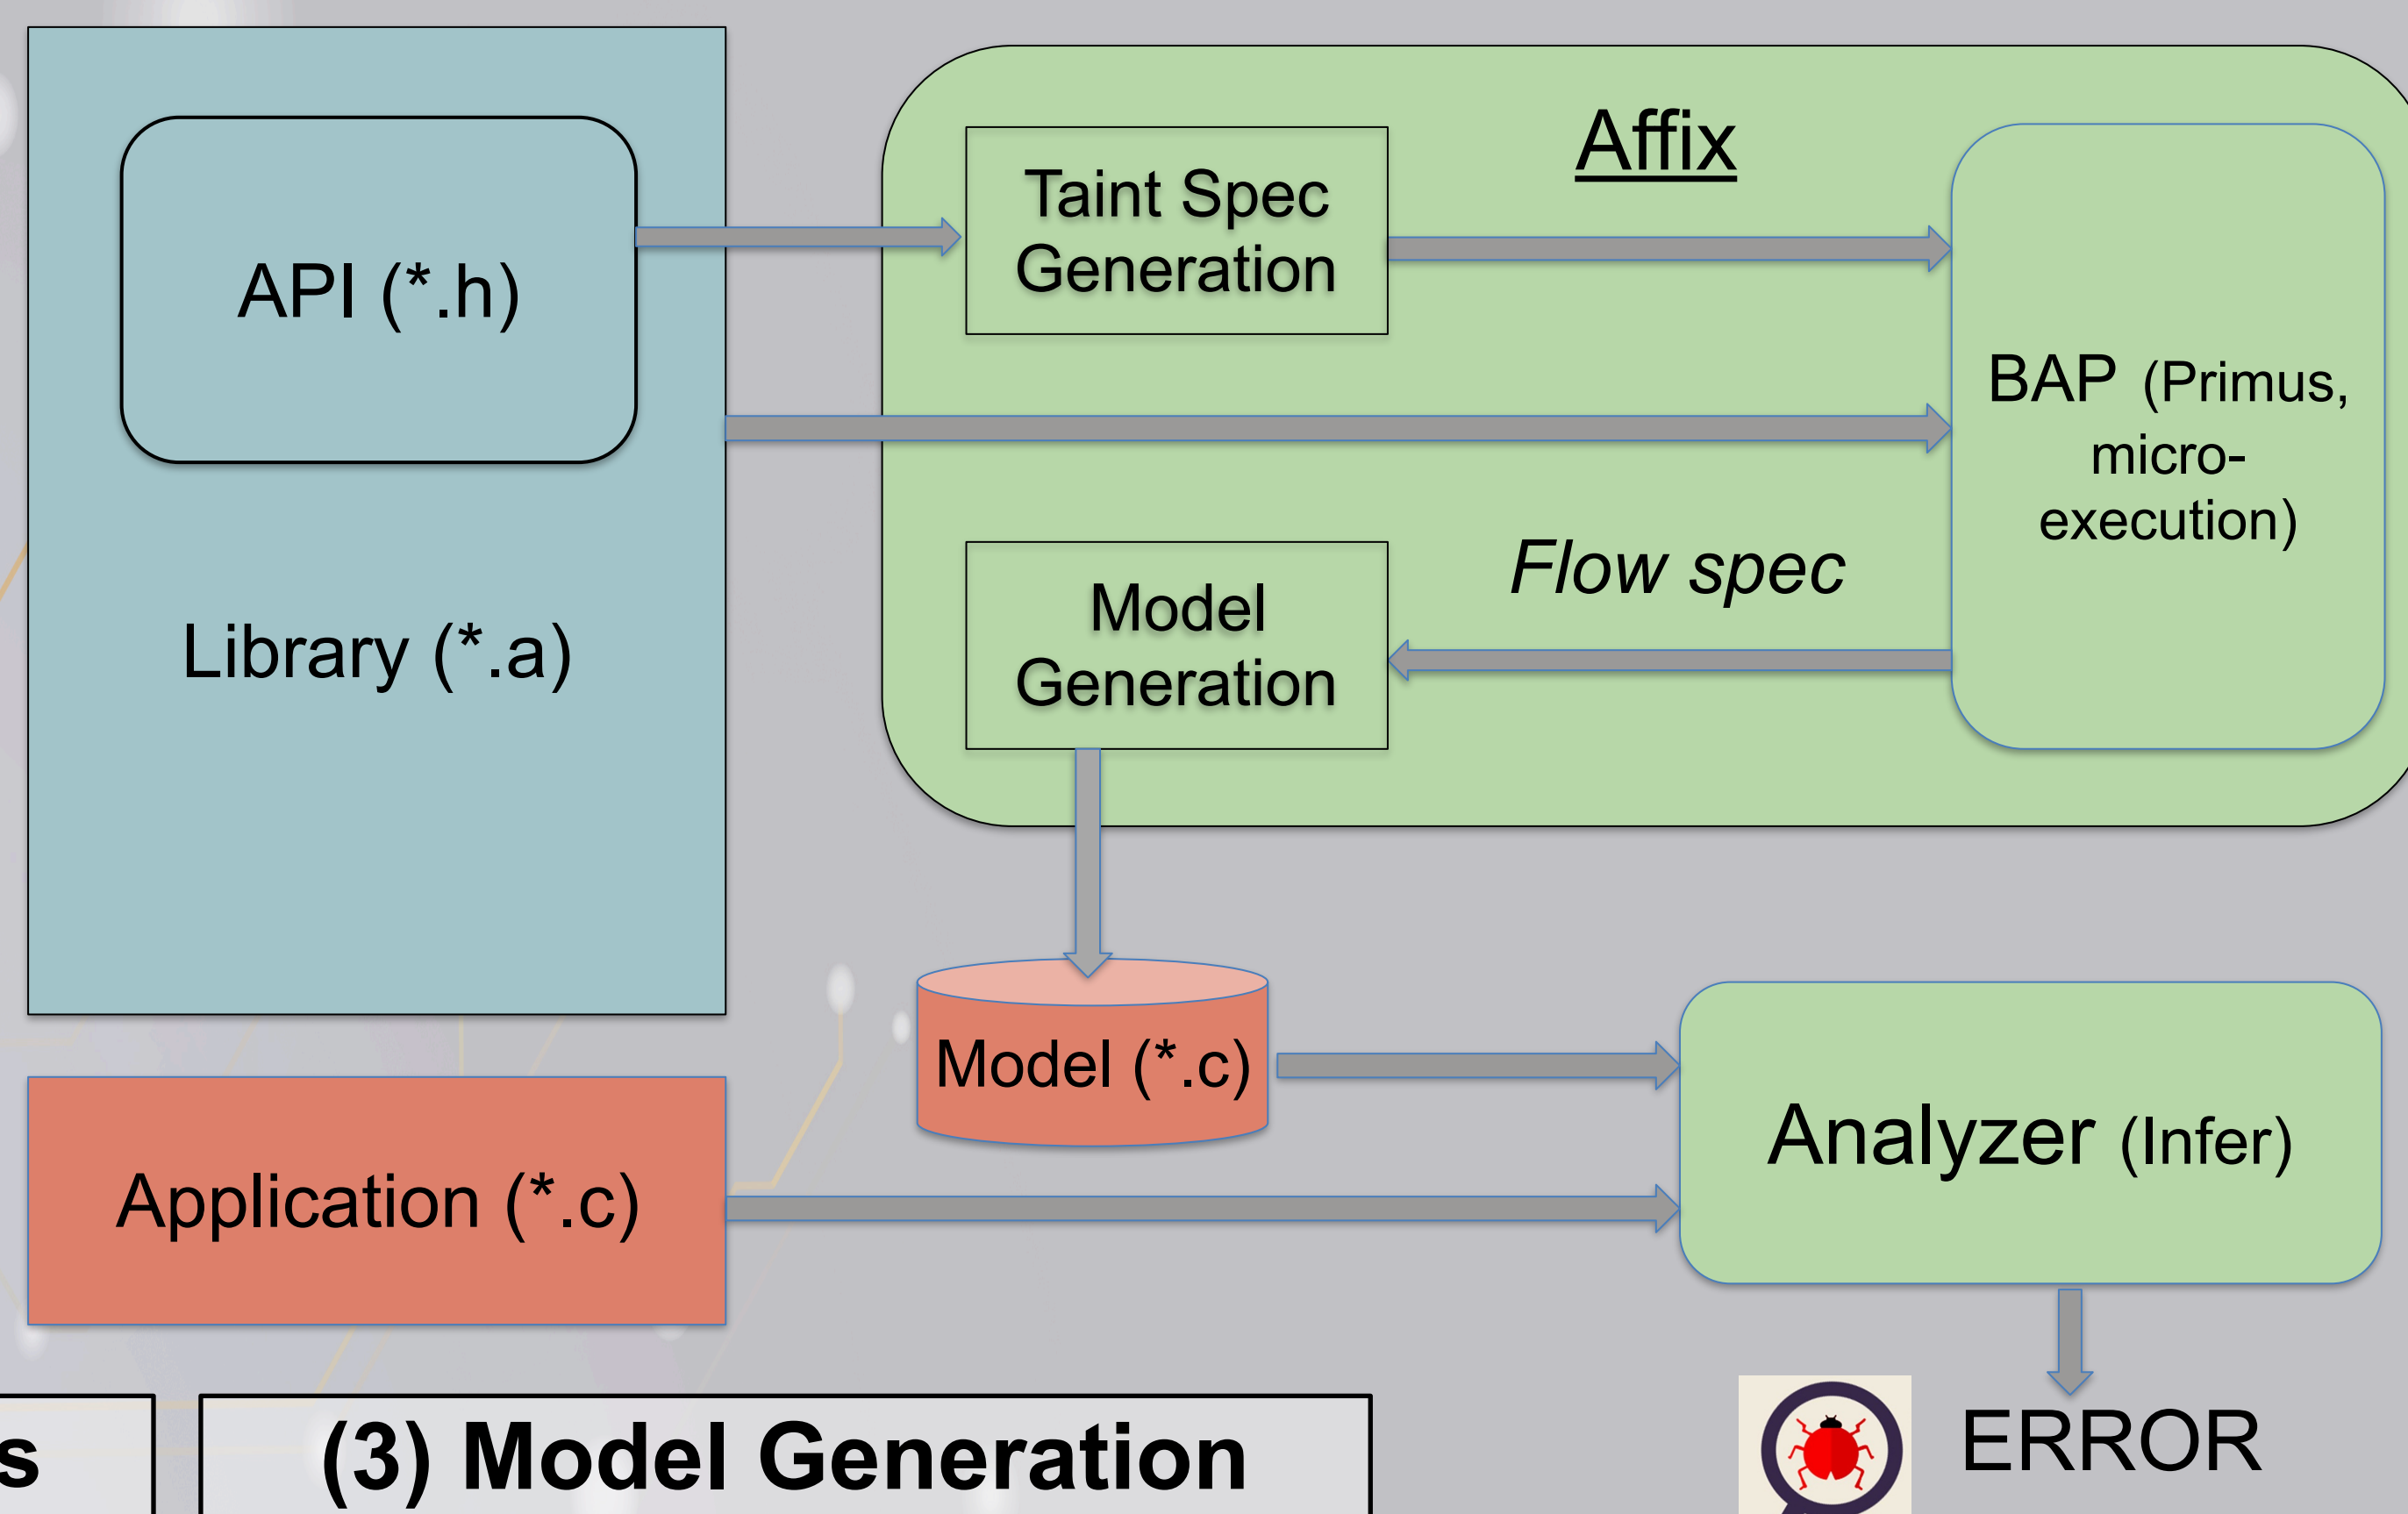 API (*.h)
Library (*.a)
Affix
Taint Spec
Generation
BAP (Primus,
micro-
execution)
Flow spec
Model
Generation
Model (*.c)
Application (*.c)
Analyzer (Infer)
ERROR
s
(3) Model Generation